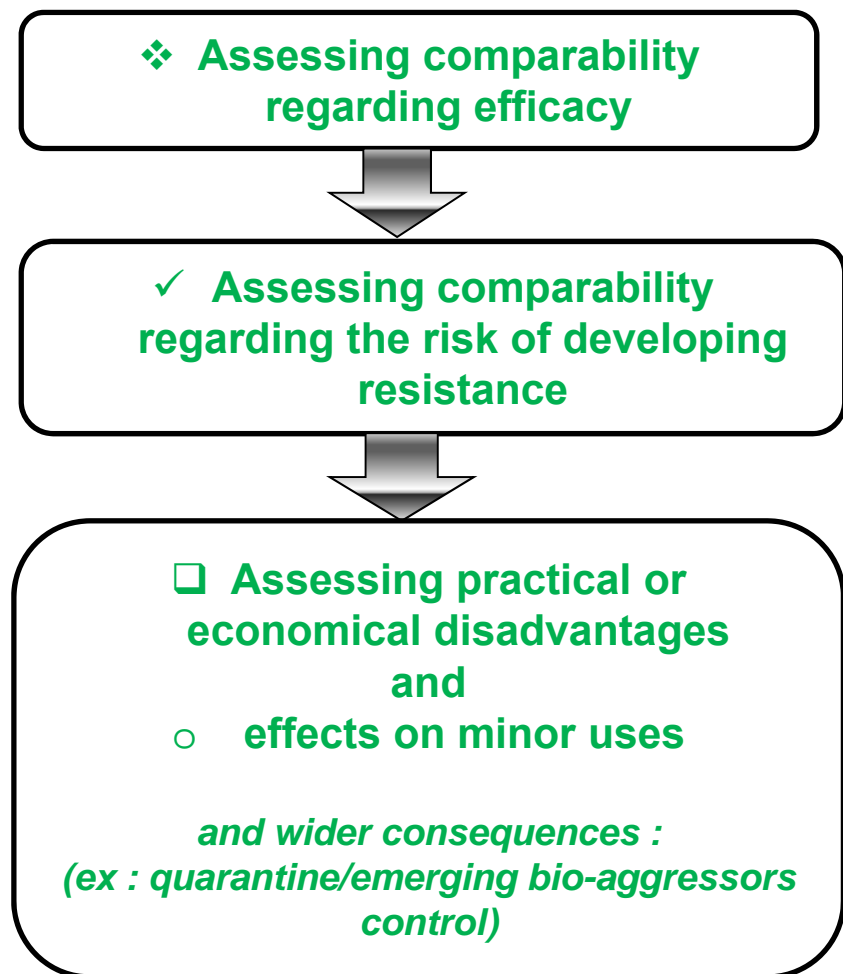 ❖ Assessing comparability
regarding efficacy
✓ Assessing comparability
regarding the risk of developing
resistance
❑ Assessing practical or
economical disadvantages
and
o effects on minor uses
and wider consequences :
(ex : quarantine/emerging bio-aggressors
control)